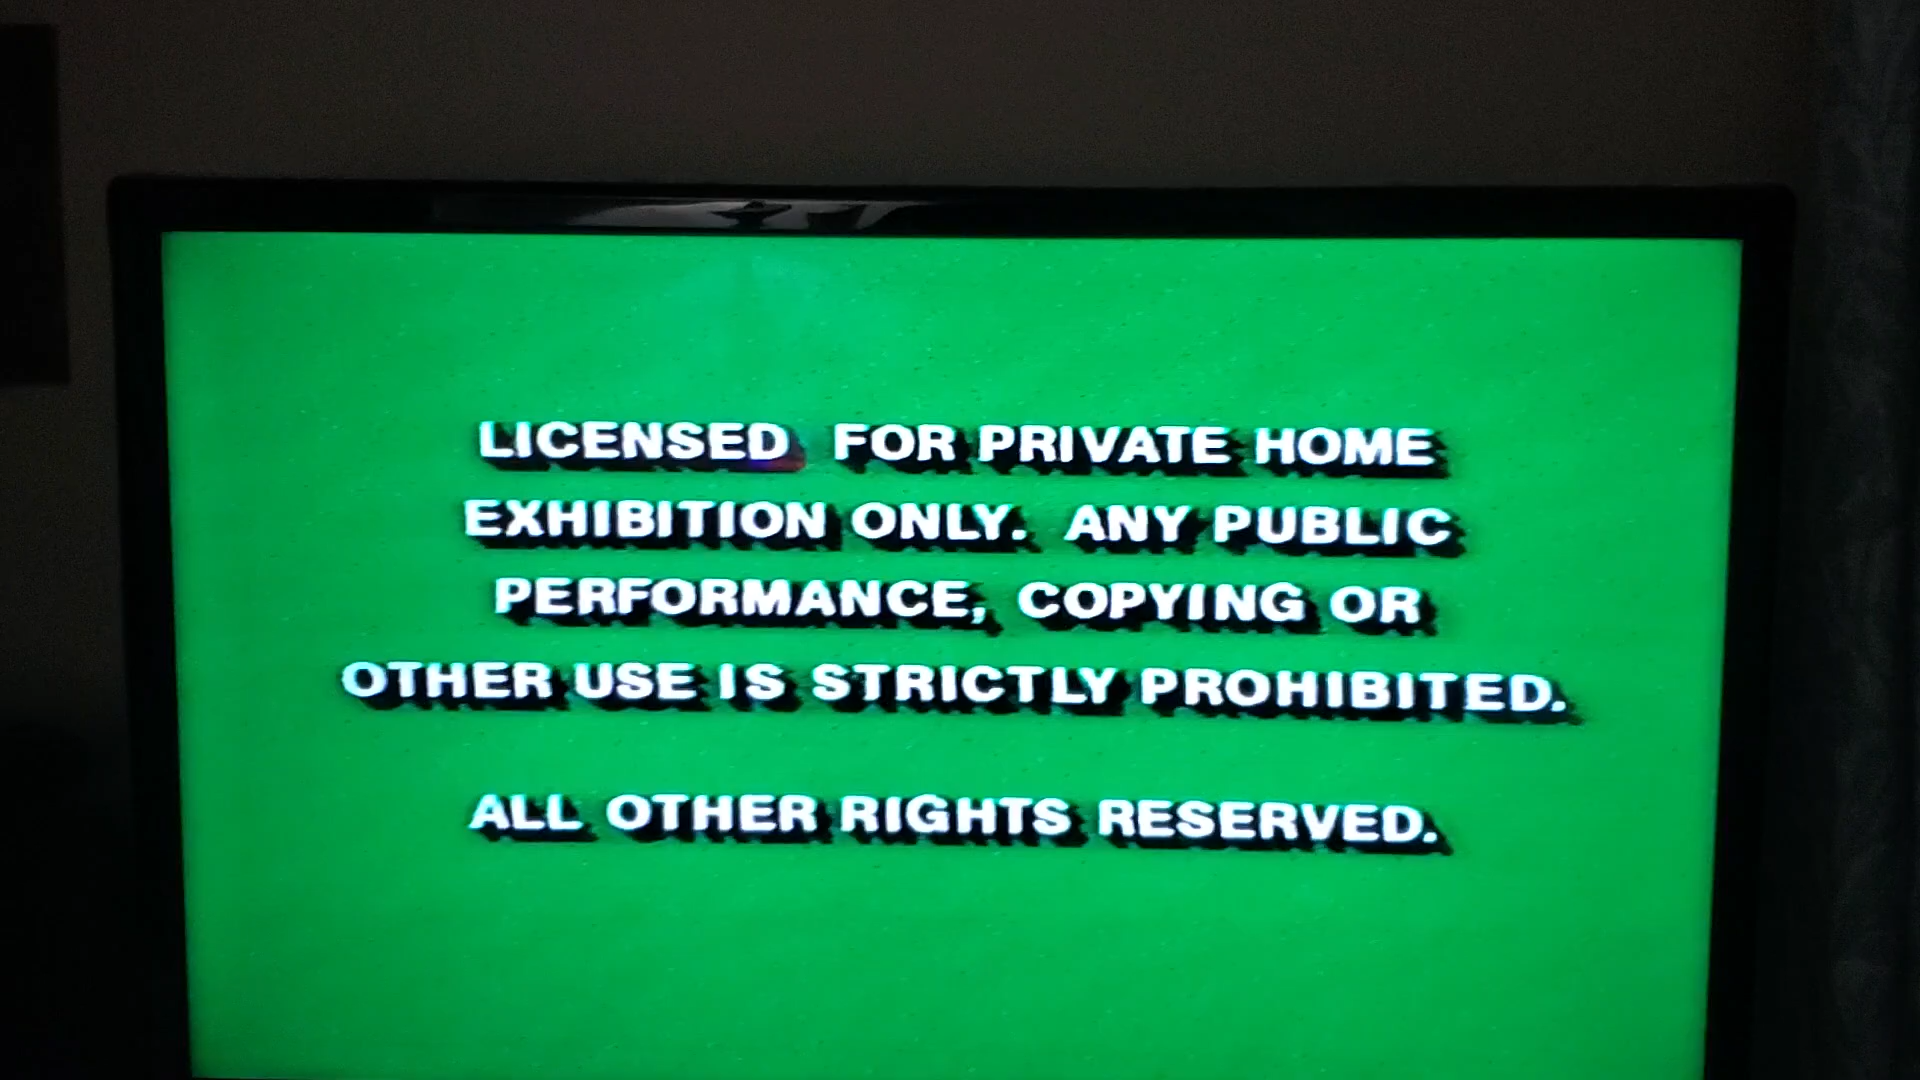 LICENSED FOR PRIVATE HOME
EXHIBITION ONLY. ANY PUBLIC
PERFORMANCE, COPYING OR
OTHER USE IS STRICTLY PROHIBITED.
ALL OTHER RIGHTS RESERVED.